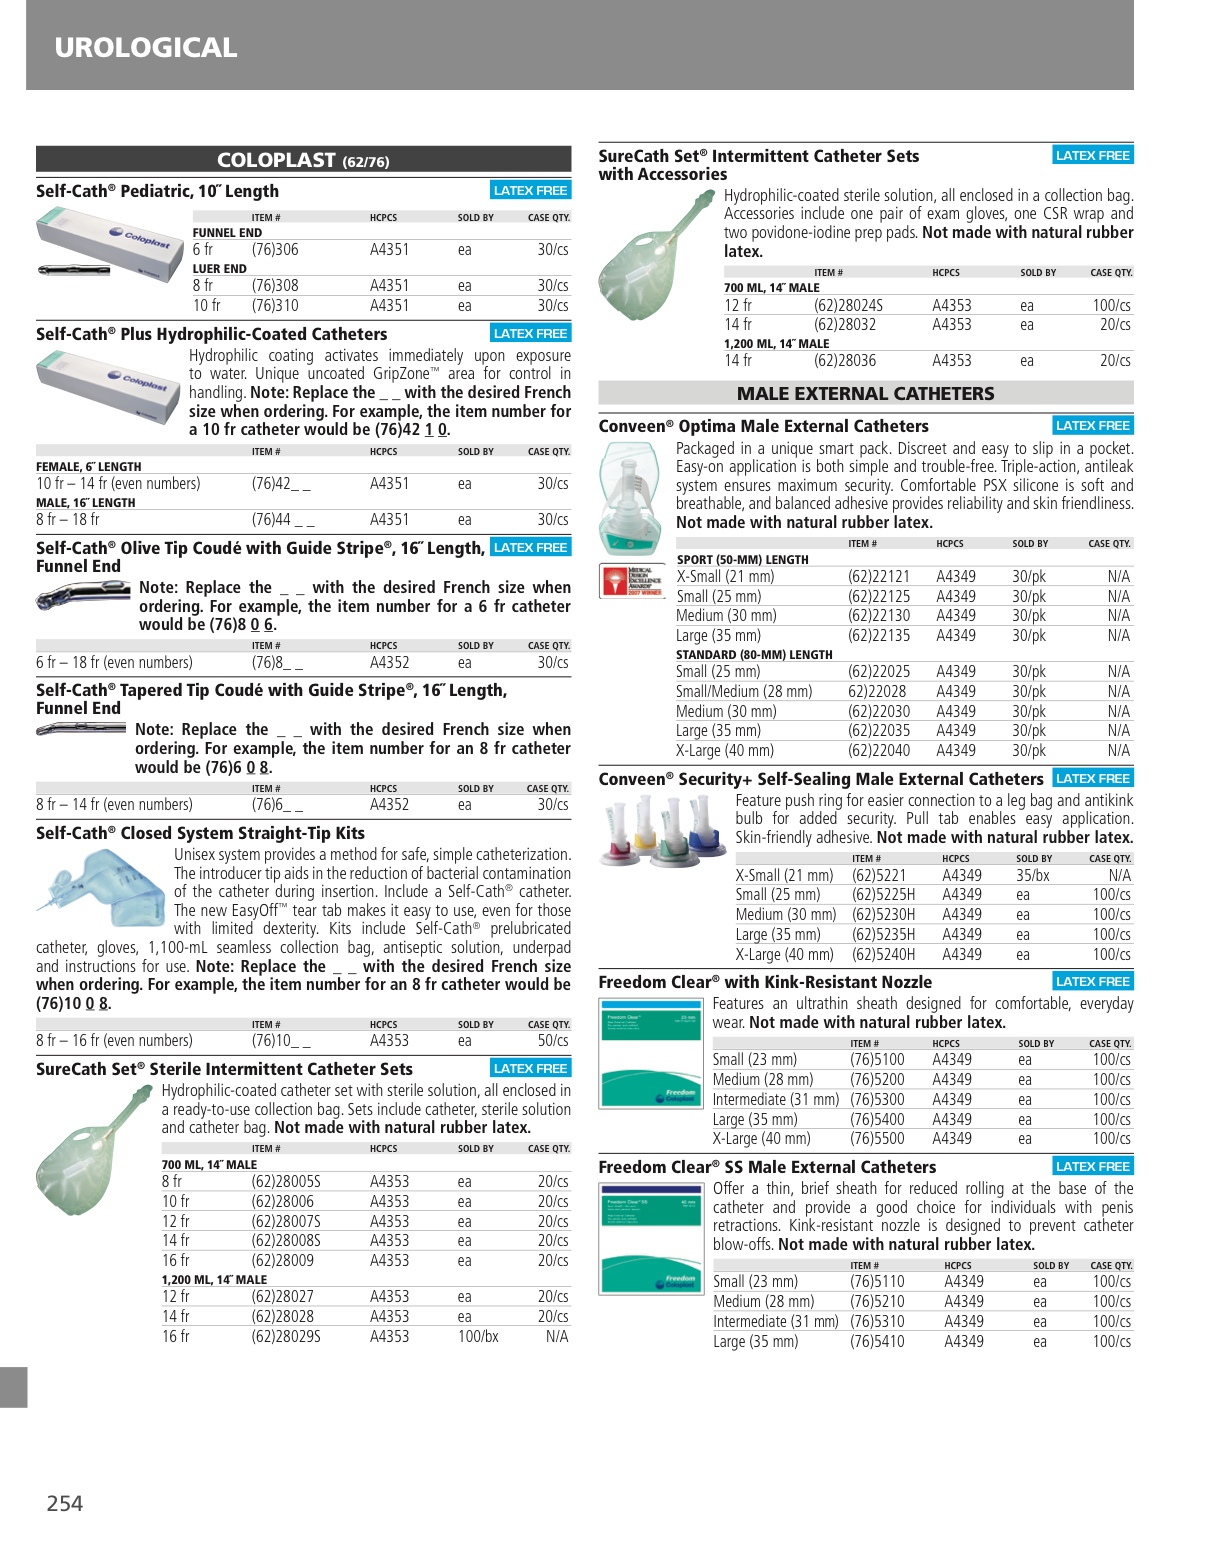 UROLOGICAL
COLOPLAST (62/76)
Self-Cath® Pediatric, 10˝ Length LATEX FREE
ITEM # HCPCS SOLD BY CASE QTY.
FUNNEL END
6 fr (76)306 A4351 ea 30/cs
LUER END
8 fr (76)308 A4351 ea 30/cs
10 fr (76)310 A4351 ea 30/cs
Coloplast
Self-Cath® Plus Hydrophilic-Coated Catheters LATEX FREE
Coloplast
Hydrophilic coating activates immediately upon exposure
to water. Unique uncoated GripZone™ area for control in
handling. Note: Replace the _ _ with the desired French
size when ordering. For example, the item number for
a 10 fr catheter would be (76)42 1 0.
ITEM # HCPCS SOLD BY CASE QTY.
FEMALE, 6˝ LENGTH
10 fr – 14 fr (even numbers) (76)42_ _ A4351 ea 30/cs
MALE, 16˝ LENGTH
8 fr – 18 fr (76)44 _ _ A4351 ea 30/cs
Self-Cath® Olive Tip Coudé with Guide Stripe®, 16˝ Length, LATEX FREE
Funnel End
Note: Replace the _ _ with the desired French size when
ordering. For example, the item number for a 6 fr catheter
would be (76)8 0 6.
ITEM # HCPCS SOLD BY CASE QTY.
6 fr – 18 fr (even numbers) (76)8_ _ A4352 ea 30/cs
Self-Cath® Tapered Tip Coudé with Guide Stripe®, 16˝ Length,
Funnel End
Note: Replace the _ _ with the desired French size when
ordering. For example, the item number for an 8 fr catheter
would be (76)6 0 8.
ITEM # HCPCS SOLD BY CASE QTY.
8 fr – 14 fr (even numbers) (76)6_ _ A4352 ea 30/cs
Self-Cath® Closed System Straight-Tip Kits
Unisex system provides a method for safe, simple catheterization.
The introducer tip aids in the reduction of bacterial contamination
of the catheter during insertion. Include a Self-Cath® catheter.
The new EasyOff™ tear tab makes it easy to use, even for those
with limited dexterity. Kits include Self-Cath® prelubricated
catheter, gloves, 1,100-mL seamless collection bag, antiseptic solution, underpad
and instructions for use. Note: Replace the _ _ with the desired French size
when ordering. For example, the item number for an 8 fr catheter would be
(76)10 0 8.
ITEM # HCPCS SOLD BY CASE QTY.
8 fr – 16 fr (even numbers) (76)10_ _ A4353 ea 50/cs
SureCath Set® Sterile Intermittent Catheter Sets LATEX FREE
Hydrophilic-coated catheter set with sterile solution, all enclosed in
a ready-to-use collection bag. Sets include catheter, sterile solution
and catheter bag. Not made with natural rubber latex.
ITEM # HCPCS SOLD BY CASE QTY.
700 ML, 14˝ MALE
8 fr (62)28005S A4353 ea 20/cs
10 fr (62)28006 A4353 ea 20/cs
12 fr (62)28007S A4353 ea 20/cs
14 fr (62)28008S A4353 ea 20/cs
16 fr (62)28009 A4353 ea 20/cs
1,200 ML, 14˝ MALE
12 fr (62)28027 A4353 ea 20/cs
14 fr (62)28028 A4353 ea 20/cs
16 fr (62)28029S A4353 100/bx N/A
SureCath Set® Intermittent Catheter Sets LATEX FREE
with Accessories
Hydrophilic-coated sterile solution, all enclosed in a collection bag.
Accessories include one pair of exam gloves, one CSR wrap and
two povidone-iodine prep pads. Not made with natural rubber
latex.
ITEM # HCPCS SOLD BY CASE QTY.
700 ML, 14˝ MALE
12 fr (62)28024S A4353 ea 100/cs
14 fr (62)28032 A4353 ea 20/cs
1,200 ML, 14˝ MALE
14 fr (62)28036 A4353 ea 20/cs
MALE EXTERNAL CATHETERS
Conveen® Optima Male External Catheters LATEX FREE
Packaged in a unique smart pack. Discreet and easy to slip in a pocket.
Easy-on application is both simple and trouble-free. Triple-action, antileak
system ensures maximum security. Comfortable PSX silicone is soft and
breathable, and balanced adhesive provides reliability and skin friendliness.
Not made with natural rubber latex.
MEDICAL
DESIGN
EXCELLENCE
AWARDS
2007 WINNER
ITEM # HCPCS SOLD BY CASE QTY.
SPORT (50-MM) LENGTH
X-Small (21 mm) (62)22121 A4349 30/pk N/A
Small (25 mm) (62)22125 A4349 30/pk N/A
Medium (30 mm) (62)22130 A4349 30/pk N/A
Large (35 mm) (62)22135 A4349 30/pk N/A
STANDARD (80-MM) LENGTH
Small (25 mm) (62)22025 A4349 30/pk N/A
Small/Medium (28 mm) 62)22028 A4349 30/pk N/A
Medium (30 mm) (62)22030 A4349 30/pk N/A
Large (35 mm) (62)22035 A4349 30/pk N/A
X-Large (40 mm) (62)22040 A4349 30/pk N/A
Conveen® Security+ Self-Sealing Male External Catheters LATEX FREE
Feature push ring for easier connection to a leg bag and antikink
bulb for added security. Pull tab enables easy application.
Skin-friendly adhesive. Not made with natural rubber latex.
ITEM # HCPCS SOLD BY CASE QTY.
X-Small (21 mm) (62)5221 A4349 35/bx N/A
Small (25 mm) (62)5225H A4349 ea 100/cs
Medium (30 mm) (62)5230H A4349 ea 100/cs
Large (35 mm) (62)5235H A4349 ea 100/cs
X-Large (40 mm) (62)5240H A4349 ea 100/cs
Freedom Clear® with Kink-Resistant Nozzle LATEX FREE
Freedom Clear™ 23 mm
Freedom
Coloplast
Features an ultrathin sheath designed for comfortable, everyday
wear. Not made with natural rubber latex.
ITEM # HCPCS SOLD BY CASE QTY.
Small (23 mm) (76)5100 A4349 ea 100/cs
Medium (28 mm) (76)5200 A4349 ea 100/cs
Intermediate (31 mm) (76)5300 A4349 ea 100/cs
Large (35 mm) (76)5400 A4349 ea 100/cs
X-Large (40 mm) (76)5500 A4349 ea 100/cs
Freedom Clear® SS Male External Catheters LATEX FREE
Freedom Clear™ SS
Freedom
Coloplast
Offer a thin, brief sheath for reduced rolling at the base of the
catheter and provide a good choice for individuals with penis
retractions. Kink-resistant nozzle is designed to prevent catheter
blow-offs. Not made with natural rubber latex.
ITEM # HCPCS SOLD BY CASE QTY.
Small (23 mm) (76)5110 A4349 ea 100/cs
Medium (28 mm) (76)5210 A4349 ea 100/cs
Intermediate (31 mm) (76)5310 A4349 ea 100/cs
Large (35 mm) (76)5410 A4349 ea 100/cs
254